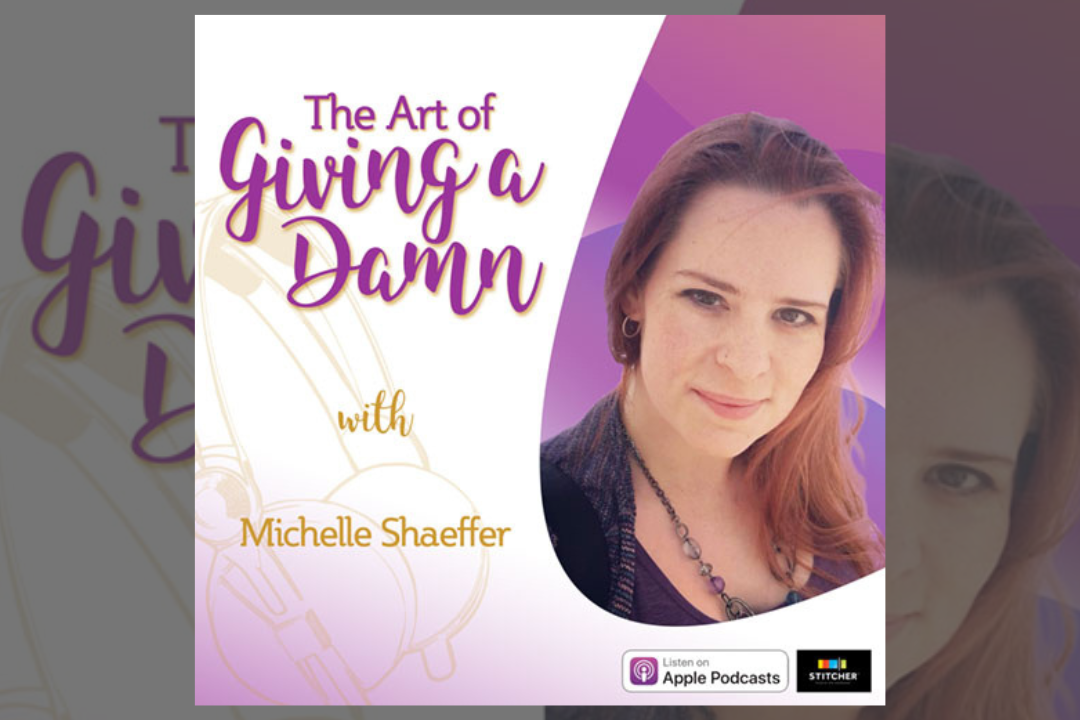 The Art of
Giving a
Damn
with
Michelle Shaeffer
Listen on
Apple Podcasts
STITCHER